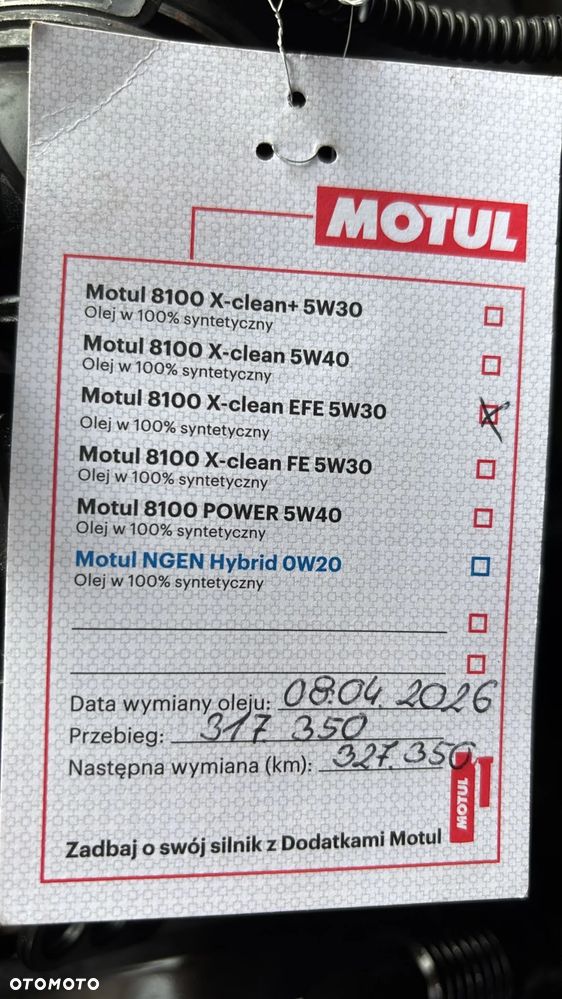 MOTUL
Motul 8100 X-clean+ 5W30
Olej w 100% syntetyczny
Motul 8100 X-clean 5W40
Olej w 100% syntetyczny
Motul 8100 X-clean EFE 5W30
Olej w 100% syntetyczny
Motul 8100 X-clean FE 5W30
Olej w 100% syntetyczny
Motul 8100 POWER 5W40
Olej w 100% syntetyczny
Motul NGEN Hybrid 0W20
Olej w 100% syntetyczny
Data wymiany oleju: 08.04.2026
Przebieg: 317 350
Następna wymiana (km): 327.350
MOTUL
Zadbaj o swój silnik z Dodatkami Motul
OTOMOTO